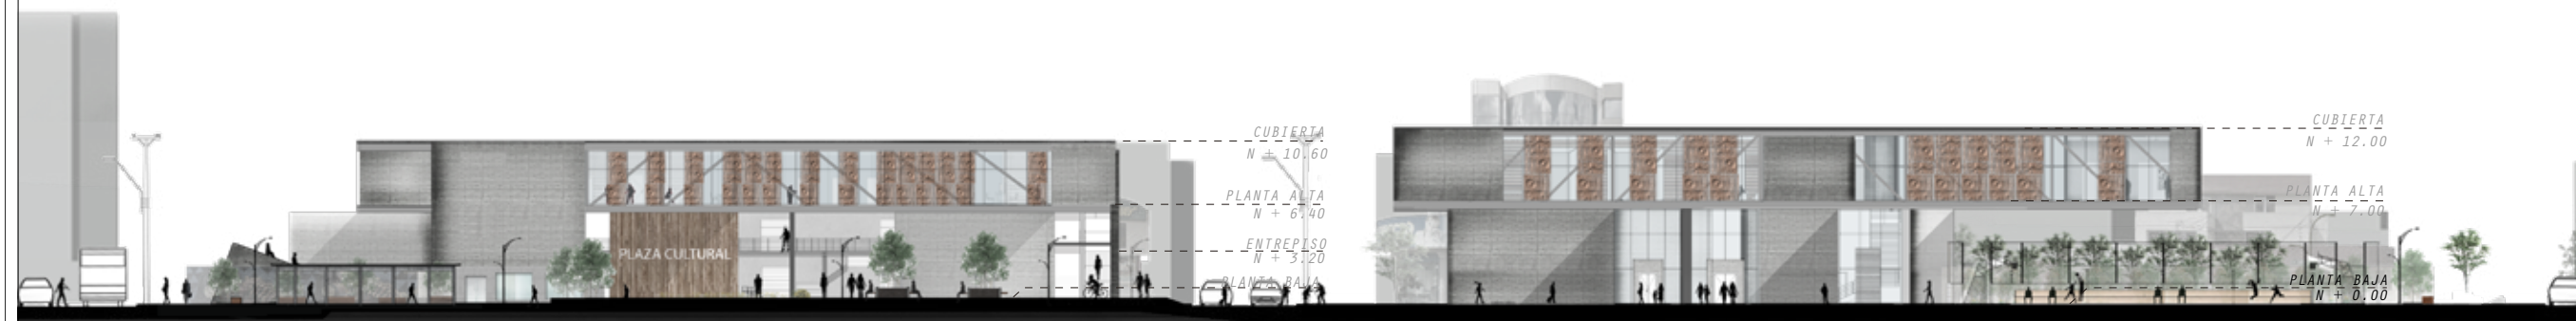 PLAZA CULTURAL
CUBIERTA
N + 10.60
PLANTA ALTA
N + 6.40
ENTREPISO
N + 3.20
PLANTA BAJA
CUBIERTA
N + 12.00
PLANTA ALTA
N + 7.00
PLANTA BAJA
N + 0.00